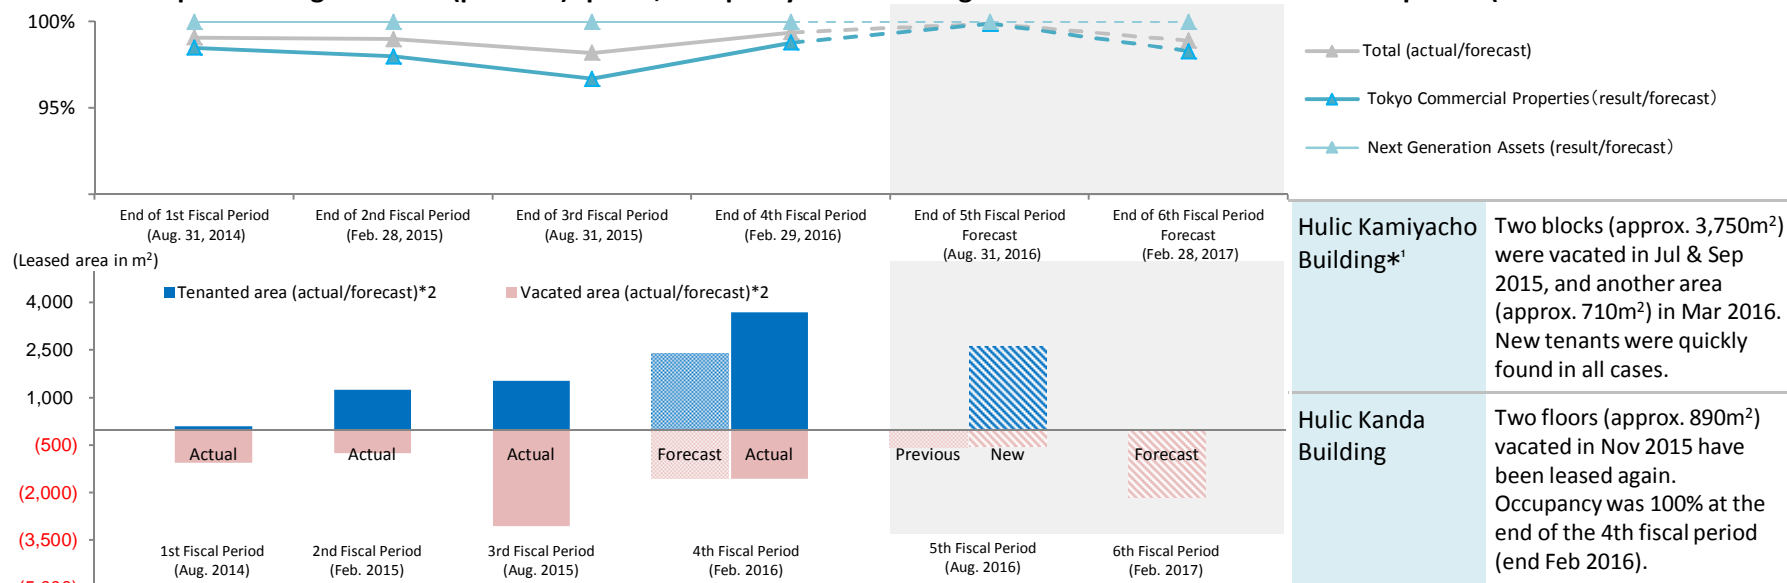 100%
95%
Total (actual/forecast)
Tokyo Commercial Properties（result/forecast）
Next Generation Assets (result/forecast）
End of 1st Fiscal Period
(Aug. 31, 2014)
End of 2nd Fiscal Period
(Feb. 28, 2015)
End of 3rd Fiscal Period
(Aug. 31, 2015)
End of 4th Fiscal Period
(Feb. 29, 2016)
End of 5th Fiscal Period
Forecast
(Aug. 31, 2016)
End of 6th Fiscal Period
Forecast
(Feb. 28, 2017)
(Leased area in m²)
Tenanted area (actual/forecast)*2
Vacated area (actual/forecast)*2
4,000
2,500
1,000
(500)
(2,000)
(3,500)
Actual
Actual
Actual
Forecast
Actual
Previous
New
Forecast
1st Fiscal Period
(Aug. 2014)
2nd Fiscal Period
(Feb. 2015)
3rd Fiscal Period
(Aug. 2015)
4th Fiscal Period
(Feb. 2016)
5th Fiscal Period
(Aug. 2016)
6th Fiscal Period
(Feb. 2017)
Hulic Kamiyacho
Building*¹
Two blocks (approx. 3,750m²)
were vacated in Jul & Sep
2015, and another area
(approx. 710m²) in Mar 2016.
New tenants were quickly
found in all cases.
Hulic Kanda
Building
Two floors (approx. 890m²)
vacated in Nov 2015 have
been leased again.
Occupancy was 100% at the
end of the 4th fiscal period
(end Feb 2016).